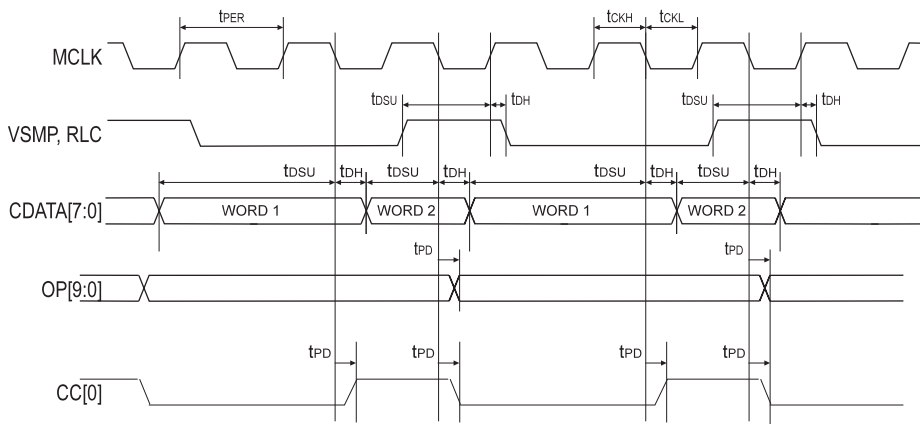 tPER tCKH tCKL
MCLK
tDSU tDH tDSU tDH
VSMP, RLC
tDSU tDH tDSU tDH tDSU tDH tDSU tDH
CDATA[7:0] WORD 1 WORD 2 WORD 1 WORD 2
tPD tPD
OP[9:0]
tPD tPD tPD tPD
CC[0]